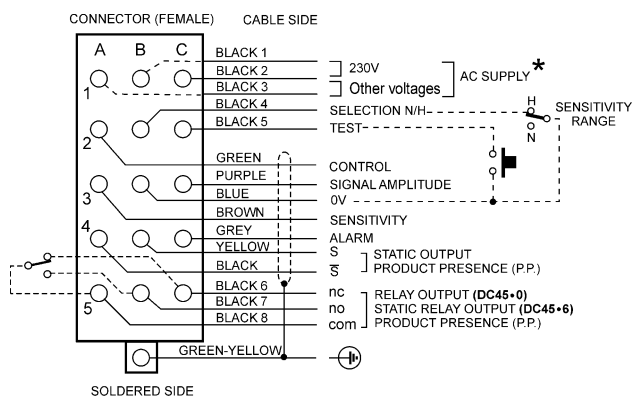 CONNECTOR (FEMALE) CABLE SIDE
A B C
BLACK 1
BLACK 2 230V
1 BLACK 3 Other voltages AC SUPPLY *
BLACK 4 SELECTION N/H H SENSITIVITY RANGE
BLACK 5 TEST N
2
GREEN CONTROL
PURPLE SIGNAL AMPLITUDE
3 BLUE 0V
BROWN SENSITIVITY
4 GREY ALARM
YELLOW S STATIC OUTPUT
BLACK S̅ PRODUCT PRESENCE (P.P.)
BLACK 6 nc RELAY OUTPUT (DC45•0)
5 BLACK 7 no STATIC RELAY OUTPUT (DC45•6)
BLACK 8 com PRODUCT PRESENCE (P.P.)
GREEN-YELLOW
SOLDERED SIDE